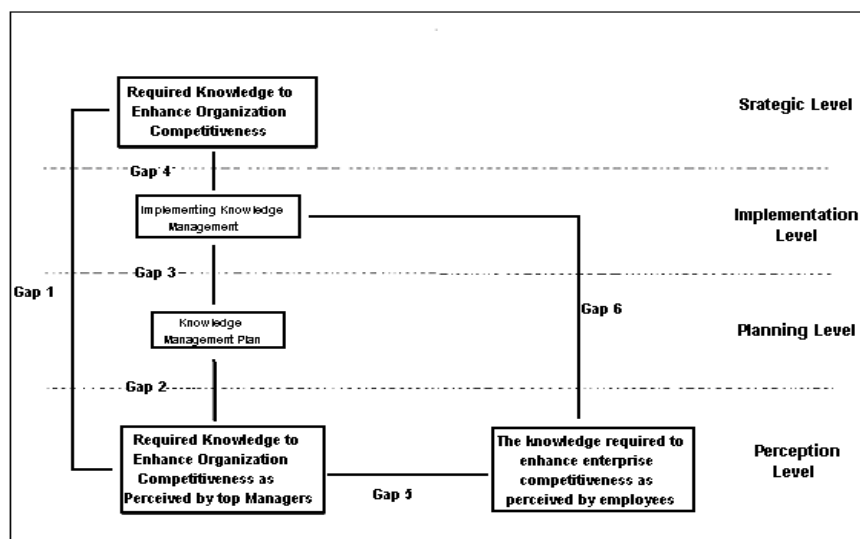 Required Knowledge to
Enhance Organization
Competitiveness
Srategic Level
Gap 4
Implementing Knowledge
Management
Implementation
Level
Gap 3
Gap 1
Gap 6
Knowledge
Management Plan
Planning Level
Gap 2
Required Knowledge to
Enhance Organization
Competitiveness as
Perceived by top Managers
Gap 5
The knowledge required to
enhance enterprise
competitiveness as
perceived by employees
Perception
Level